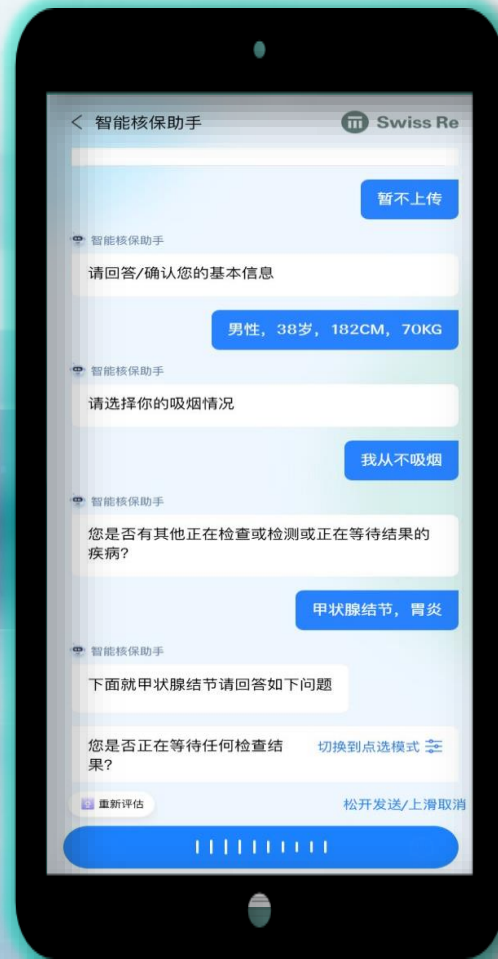 智能核保助手 Swiss Re
暂不上传
智能核保助手
请回答/确认您的基本信息
男性，38岁，182CM，70KG
智能核保助手
请选择你的吸烟情况
我从不吸烟
智能核保助手
您是否有其他正在检查或检测或正在等待结果的
疾病?
甲状腺结节，胃炎
智能核保助手
下面就甲状腺结节请回答如下问题
您是否正在等待任何检查结 切换到点选模式
果?
重新评估 松开发送/上滑取消